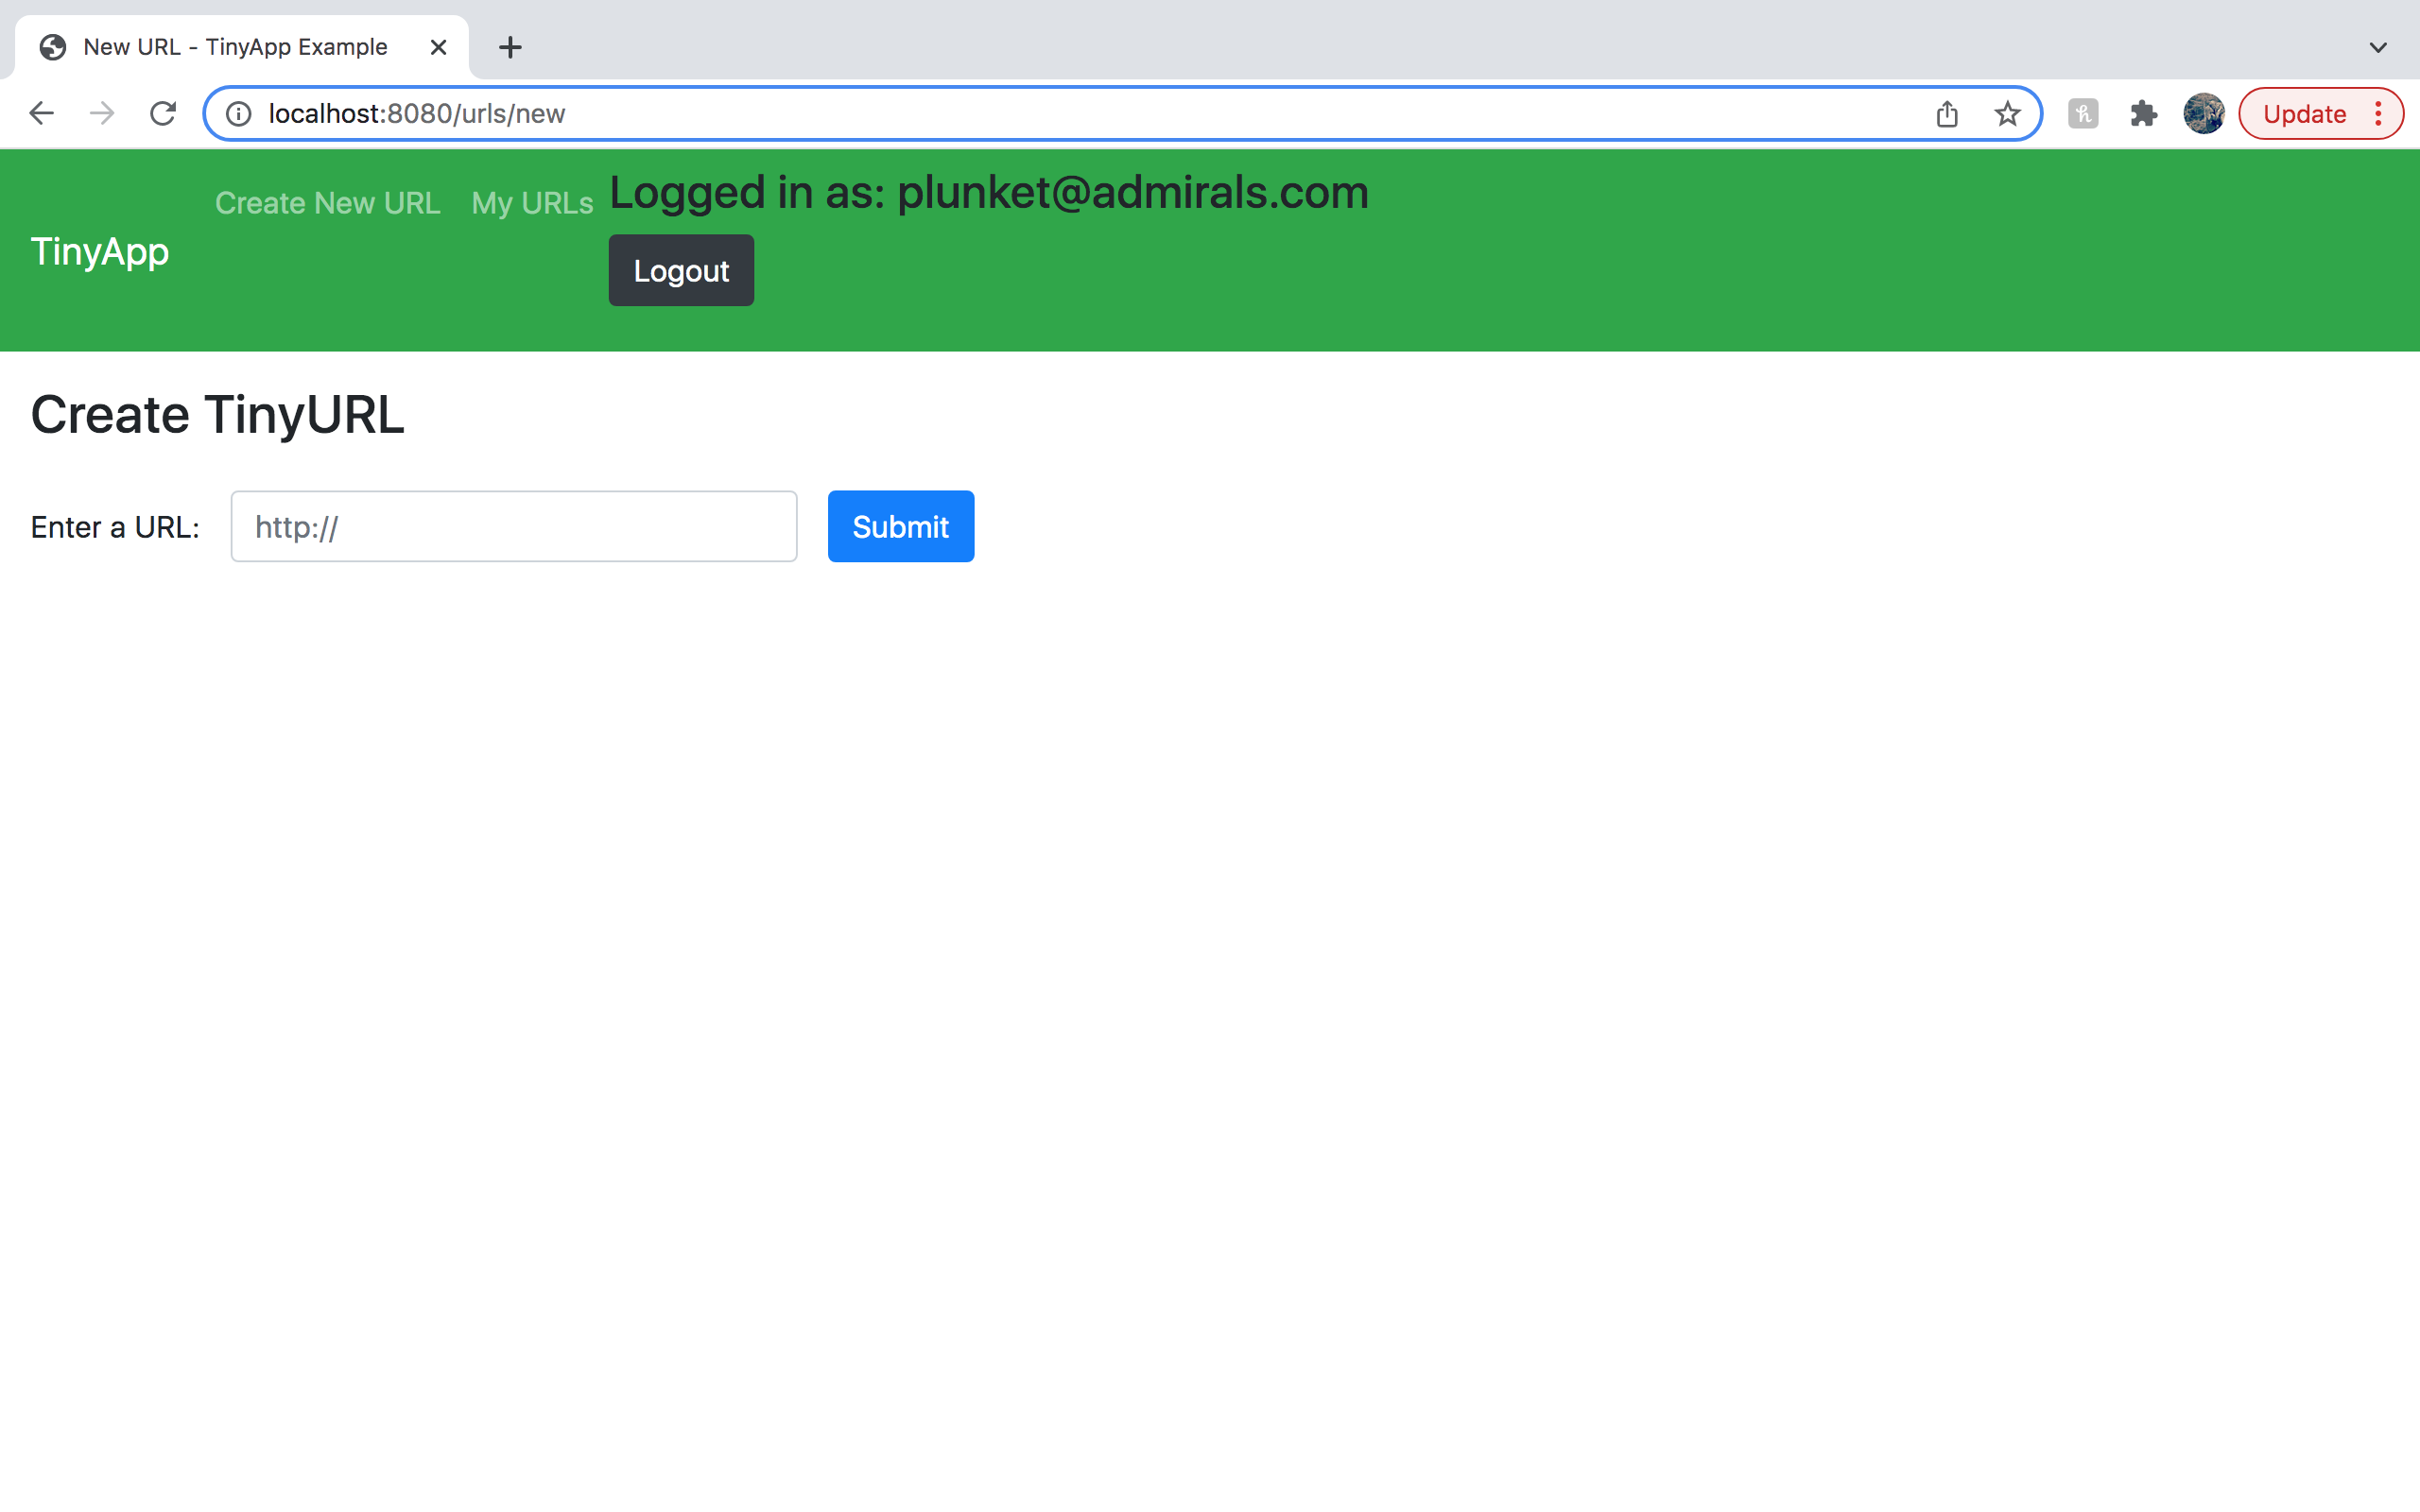 New URL - TinyApp Example
localhost:8080/urls/new
Update
TinyApp
Create New URL
My URLs
Logged in as: plunket@admirals.com
Logout
Create TinyURL
Enter a URL:
http://
Submit